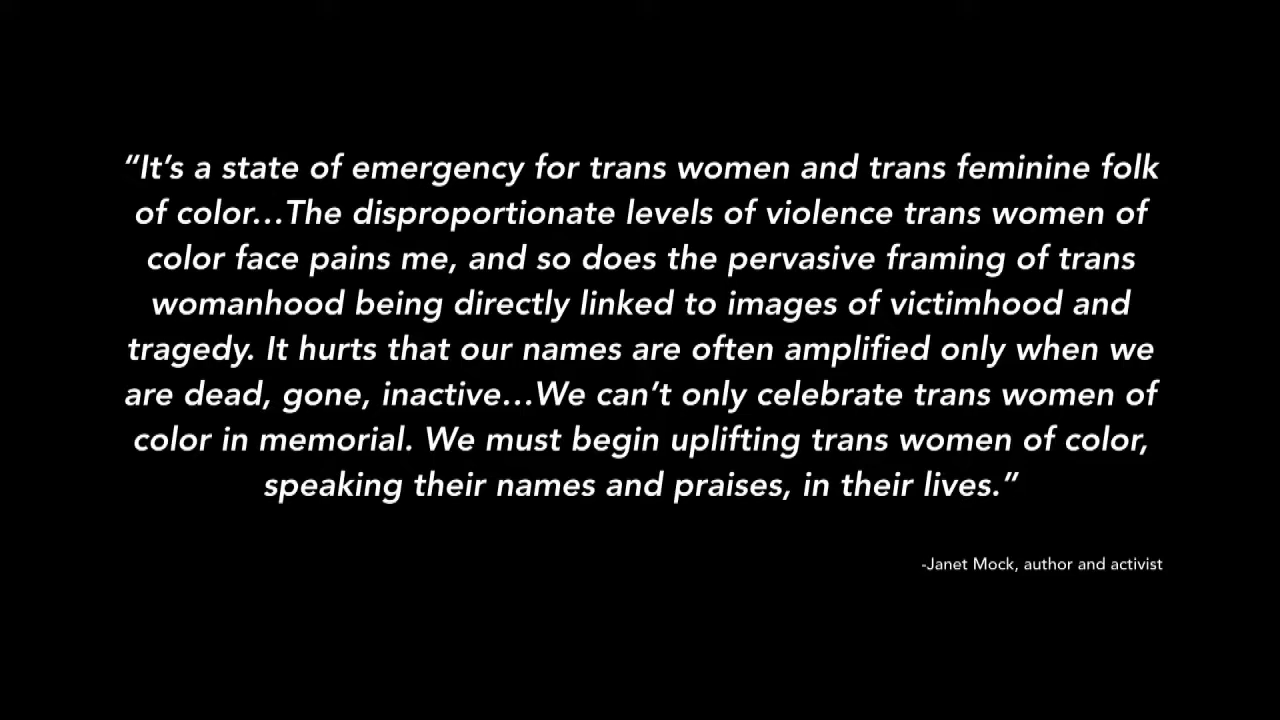 “It’s a state of emergency for trans women and trans feminine folk
of color…The disproportionate levels of violence trans women of
color face pains me, and so does the pervasive framing of trans
womanhood being directly linked to images of victimhood and
tragedy. It hurts that our names are often amplified only when we
are dead, gone, inactive…We can’t only celebrate trans women of
color in memorial. We must begin uplifting trans women of color,
speaking their names and praises, in their lives.”
-Janet Mock, author and activist